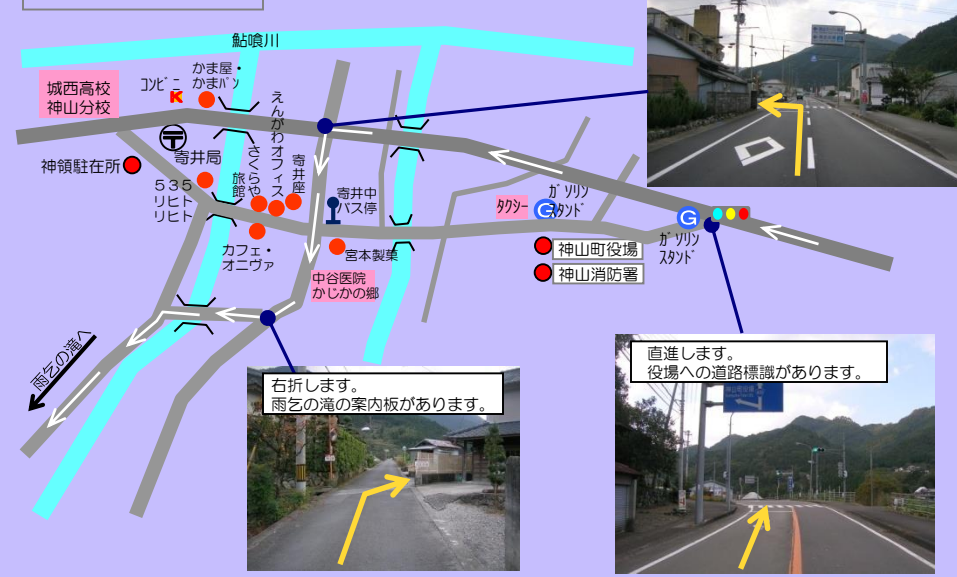 鮎喰川
城西高校
神山分校
コンビニ
K
かま屋・
かまパン
〒
寄井局
神領駐在所
535
リヒト
リヒト
さくらや
旅館
えんがわオフィス
寄井座
寄井中
バス停
カフェ・
オニヴァ
宮本製菓
中谷医院
かじかの郷
タクシー
G
ガソリン
スタンド
G
ガソリン
スタンド
神山町役場
神山消防署
雨乞の滝へ
右折します。
雨乞の滝の案内板があります。
直進します。
役場への道路標識があります。
神山町役場